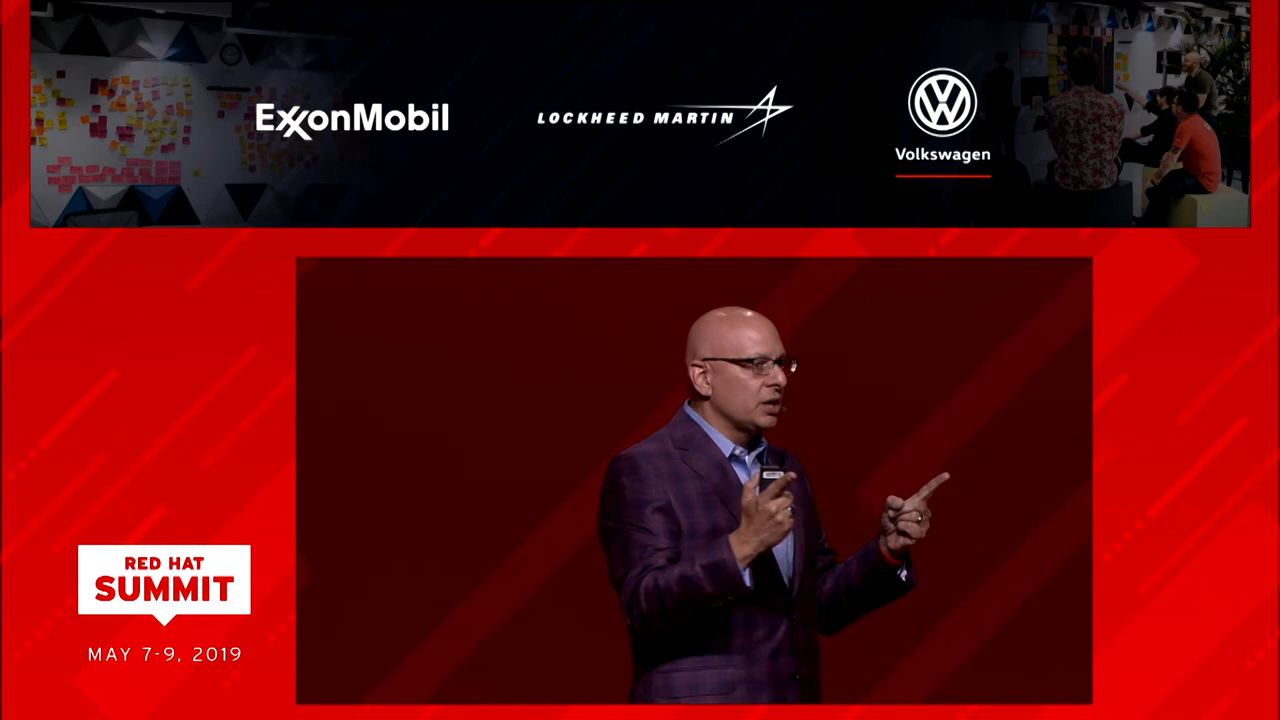 ExxonMobil
LOCKHEED MARTIN
Volkswagen
RED HAT
SUMMIT
MAY 7-9, 2019